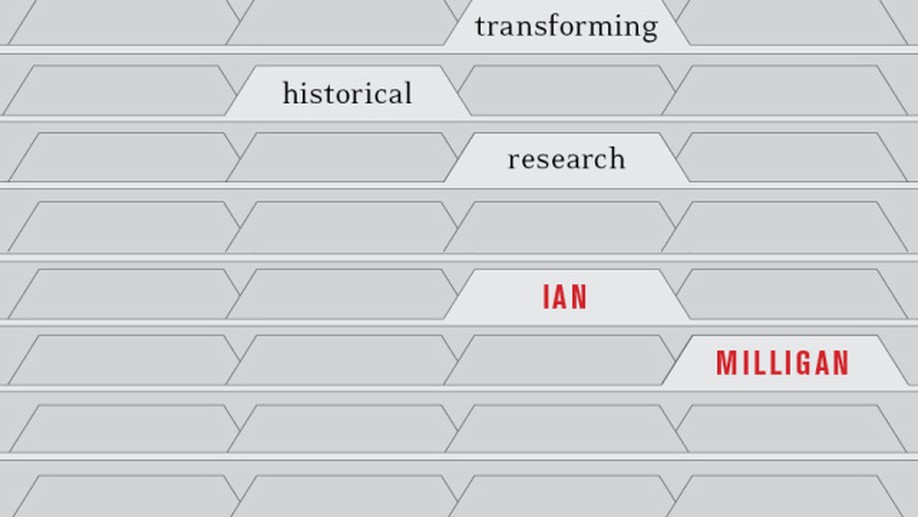 transforming
historical
research
IAN
MILLIGAN